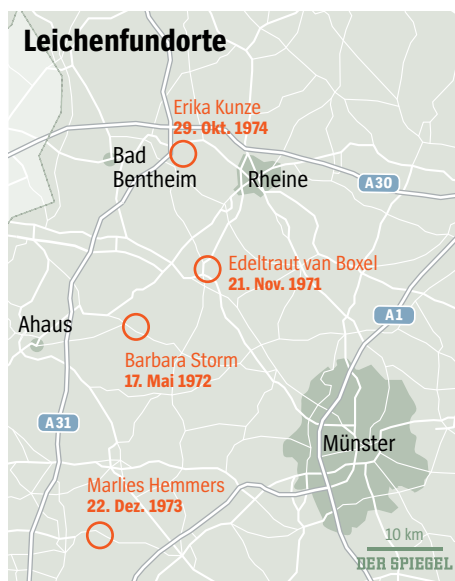 Leichenfundorte
Erika Kunze
29. Okt. 1974
Bad
Bentheim
Rheine
A30
Edeltraut van Boxel
21. Nov. 1971
A1
Ahaus
Barbara Storm
17. Mai 1972
A31
Münster
Marlies Hemmers
22. Dez. 1973
10 km
DER SPIEGEL